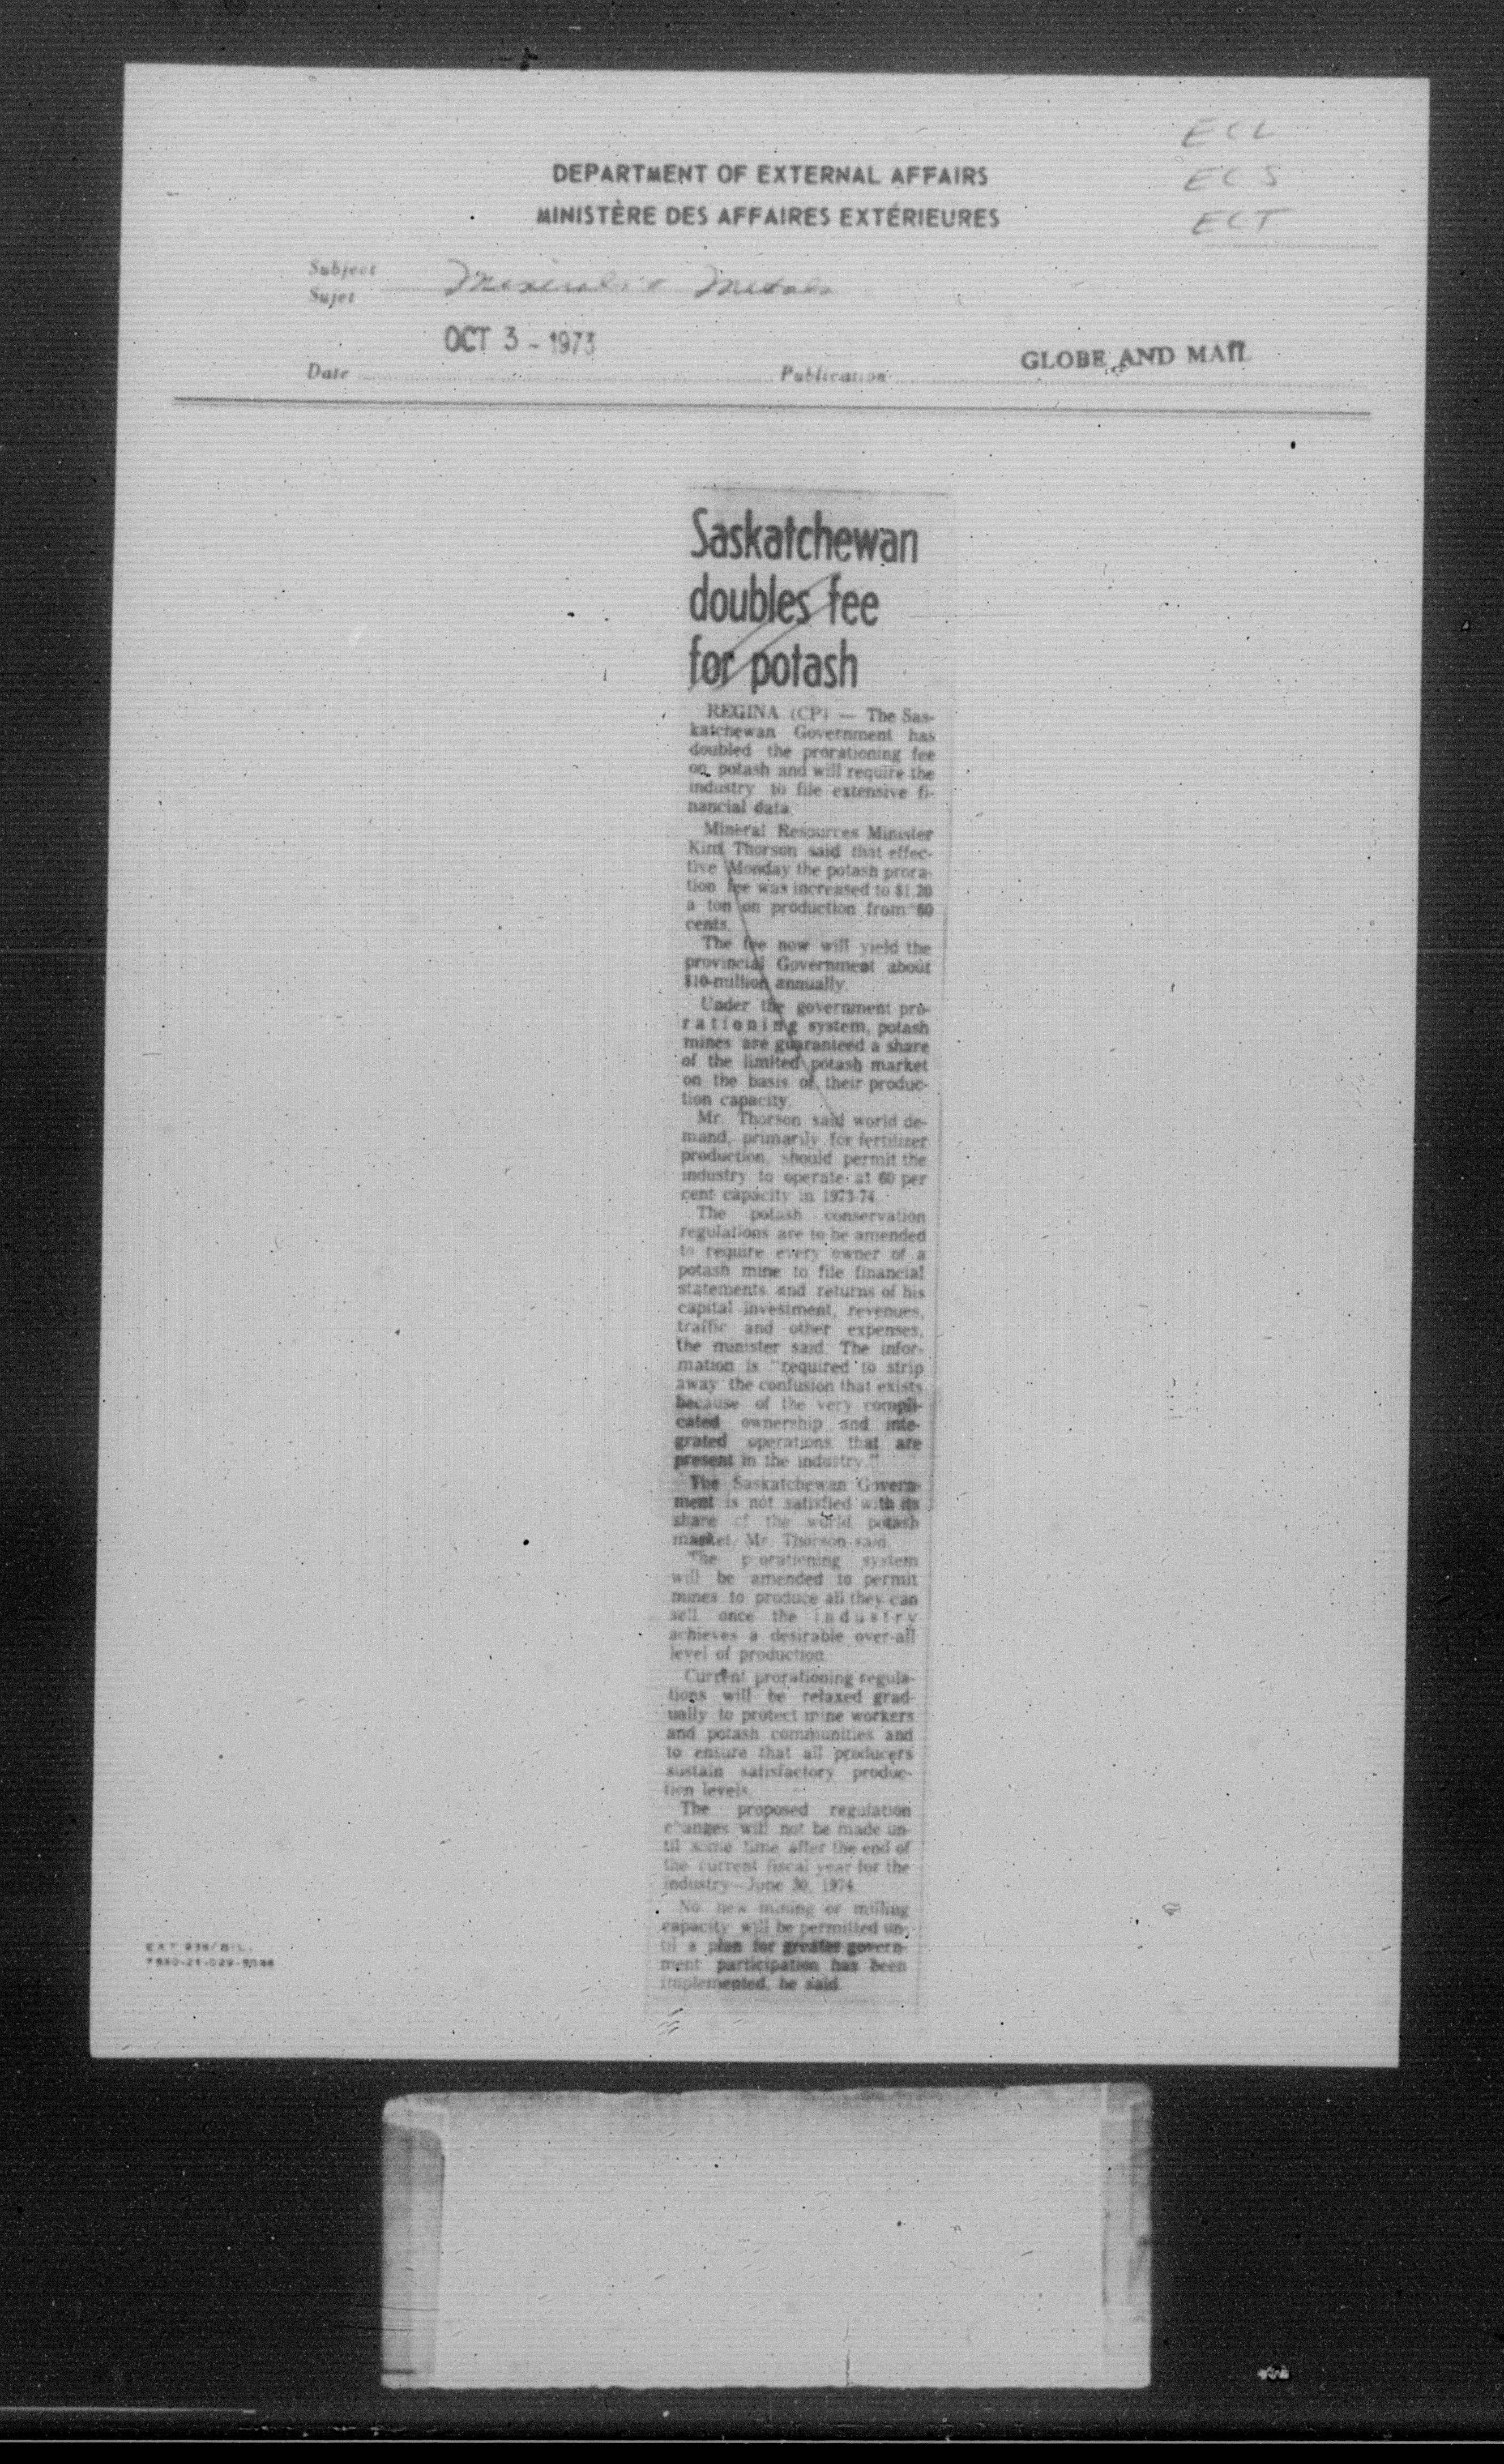 ECL
ECS
ECT
DEPARTMENT OF EXTERNAL AFFAIRS
MINISTÈRE DES AFFAIRES EXTÉRIEURES
Subject
Sujet
Minerals & Metals
OCT 3 - 1973
GLOBE AND MAIL
Date
Publication
Saskatchewan
doubles fee
for potash
REGINA (CP) — The Sas-
katchewan Government has
doubled the prorationing fee
on potash and will require the
industry to file extensive fi-
nancial data.
Mineral Resources Minister
Kim Thorson said that effec-
tive Monday the potash prora-
tion fee was increased to $1.20
a ton on production from 60
cents.
The fee now will yield the
provincial Government about
$10-million annually.
Under the government pro-
rationing system, potash
mines are guaranteed a share
of the limited potash market
on the basis of their produc-
tion capacity.
Mr. Thorson said world de-
mand, primarily for fertilizer
production, should permit the
industry to operate at 60 per
cent capacity in 1973-74.
The potash conservation
regulations are to be amended
to require every owner of a
potash mine to file financial
statements and returns of his
capital investment, revenues,
traffic and other expenses,
the minister said. The infor-
mation is "required to strip
away the confusion that exists
because of the very compli-
cated ownership and inte-
grated operations that are
present in the industry."
The Saskatchewan Govern-
ment is not satisfied with its
share of the world potash
market, Mr. Thorson said.
The prorationing system
will be amended to permit
mines to produce all they can
sell once the industry
achieves a desirable over-all
level of production.
Current prorationing regula-
tions will be relaxed grad-
ually to protect mine workers
and potash communities and
to ensure that all producers
sustain satisfactory produc-
tion levels.
The proposed regulation
changes will not be made un-
til some time after the end of
the current fiscal year for the
industry—June 30, 1974.
No new mining or milling
capacity will be permitted un-
til a plan for greater govern-
ment participation has been
implemented, he said.
EXT